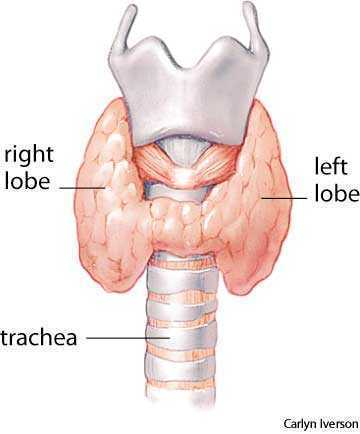 right
lobe
left
lobe
trachea
Carlyn Iverson